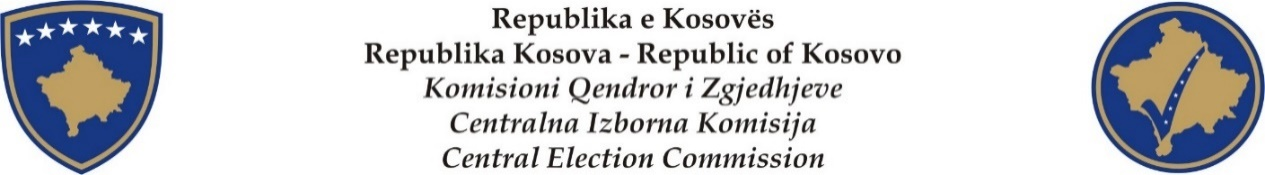 Republika e Kosovës
Republika Kosova - Republic of Kosovo
Komisioni Qendror i Zgjedhjeve
Centralna Izborna Komisija
Central Election Commission